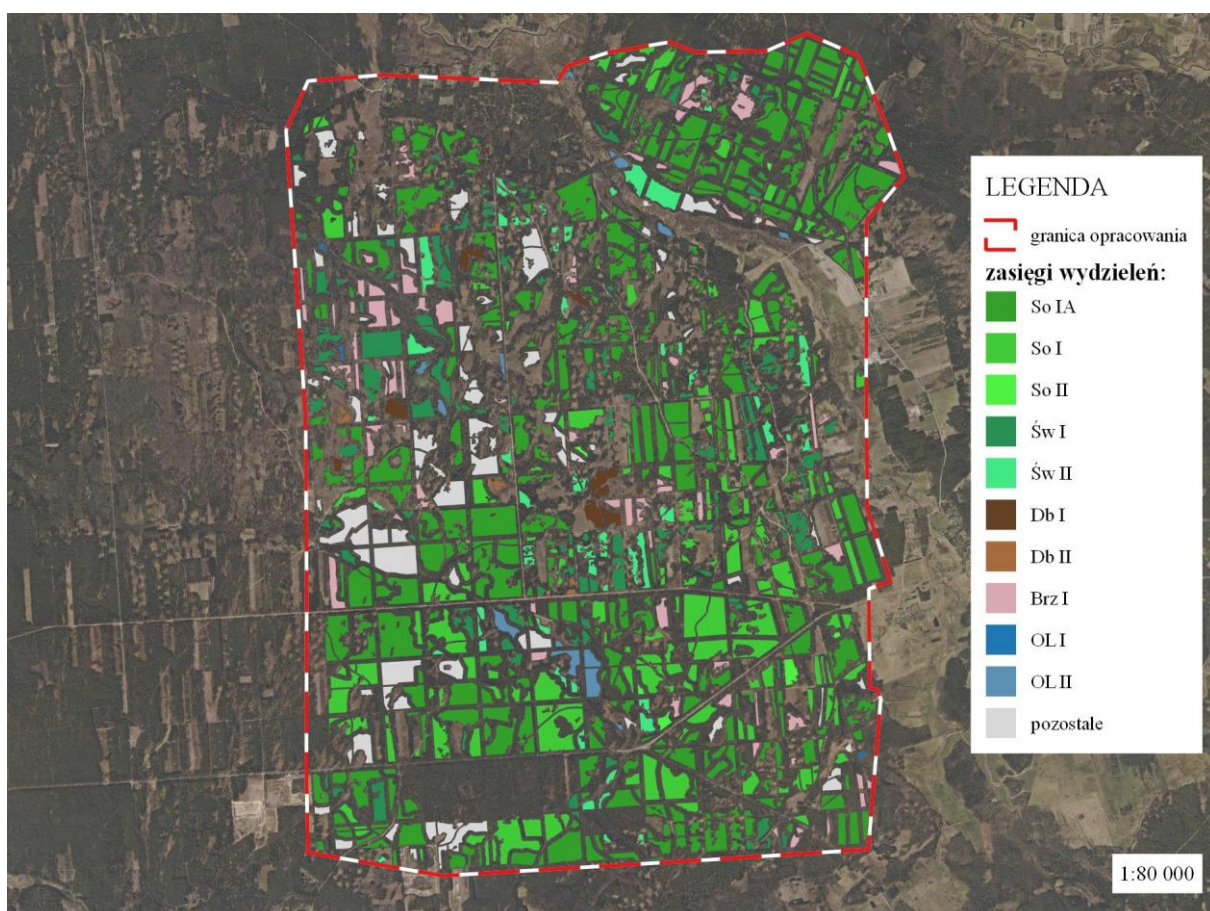 LEGENDA
granica opracowania
zasięgi wydzieleń:
So IA
So I
So II
Św I
Św II
Db I
Db II
Brz I
OL I
OL II
pozostałe
1:80 000